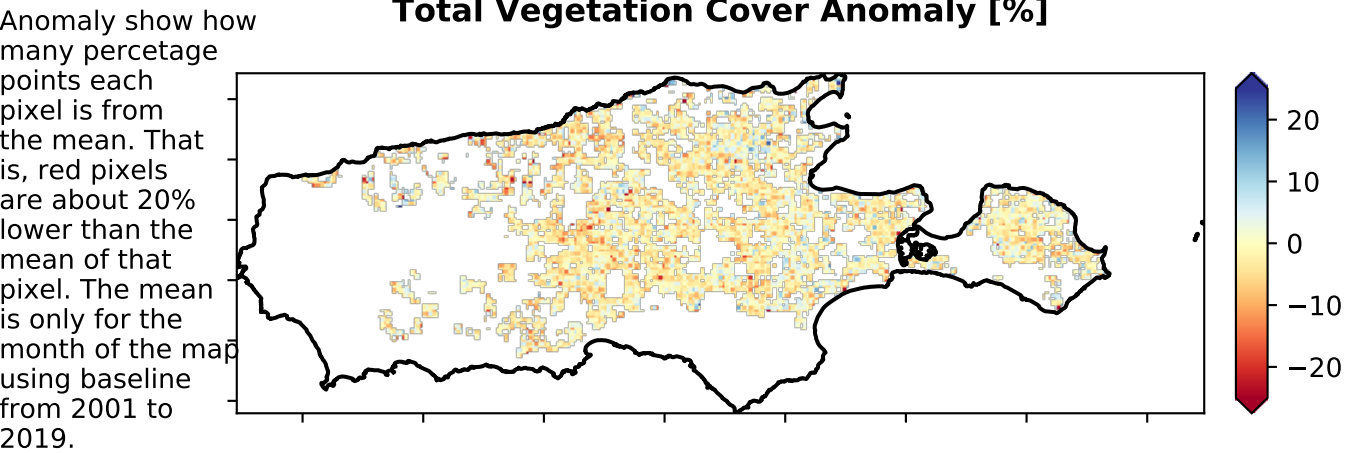 Total Vegetation Cover Anomaly [%]
Anomaly show how
many percetage
points each
pixel is from
the mean. That
is, red pixels
are about 20%
lower than the
mean of that
pixel. The mean
is only for the
month of the map
using baseline
from 2001 to
2019.
20
10
0
−10
−20